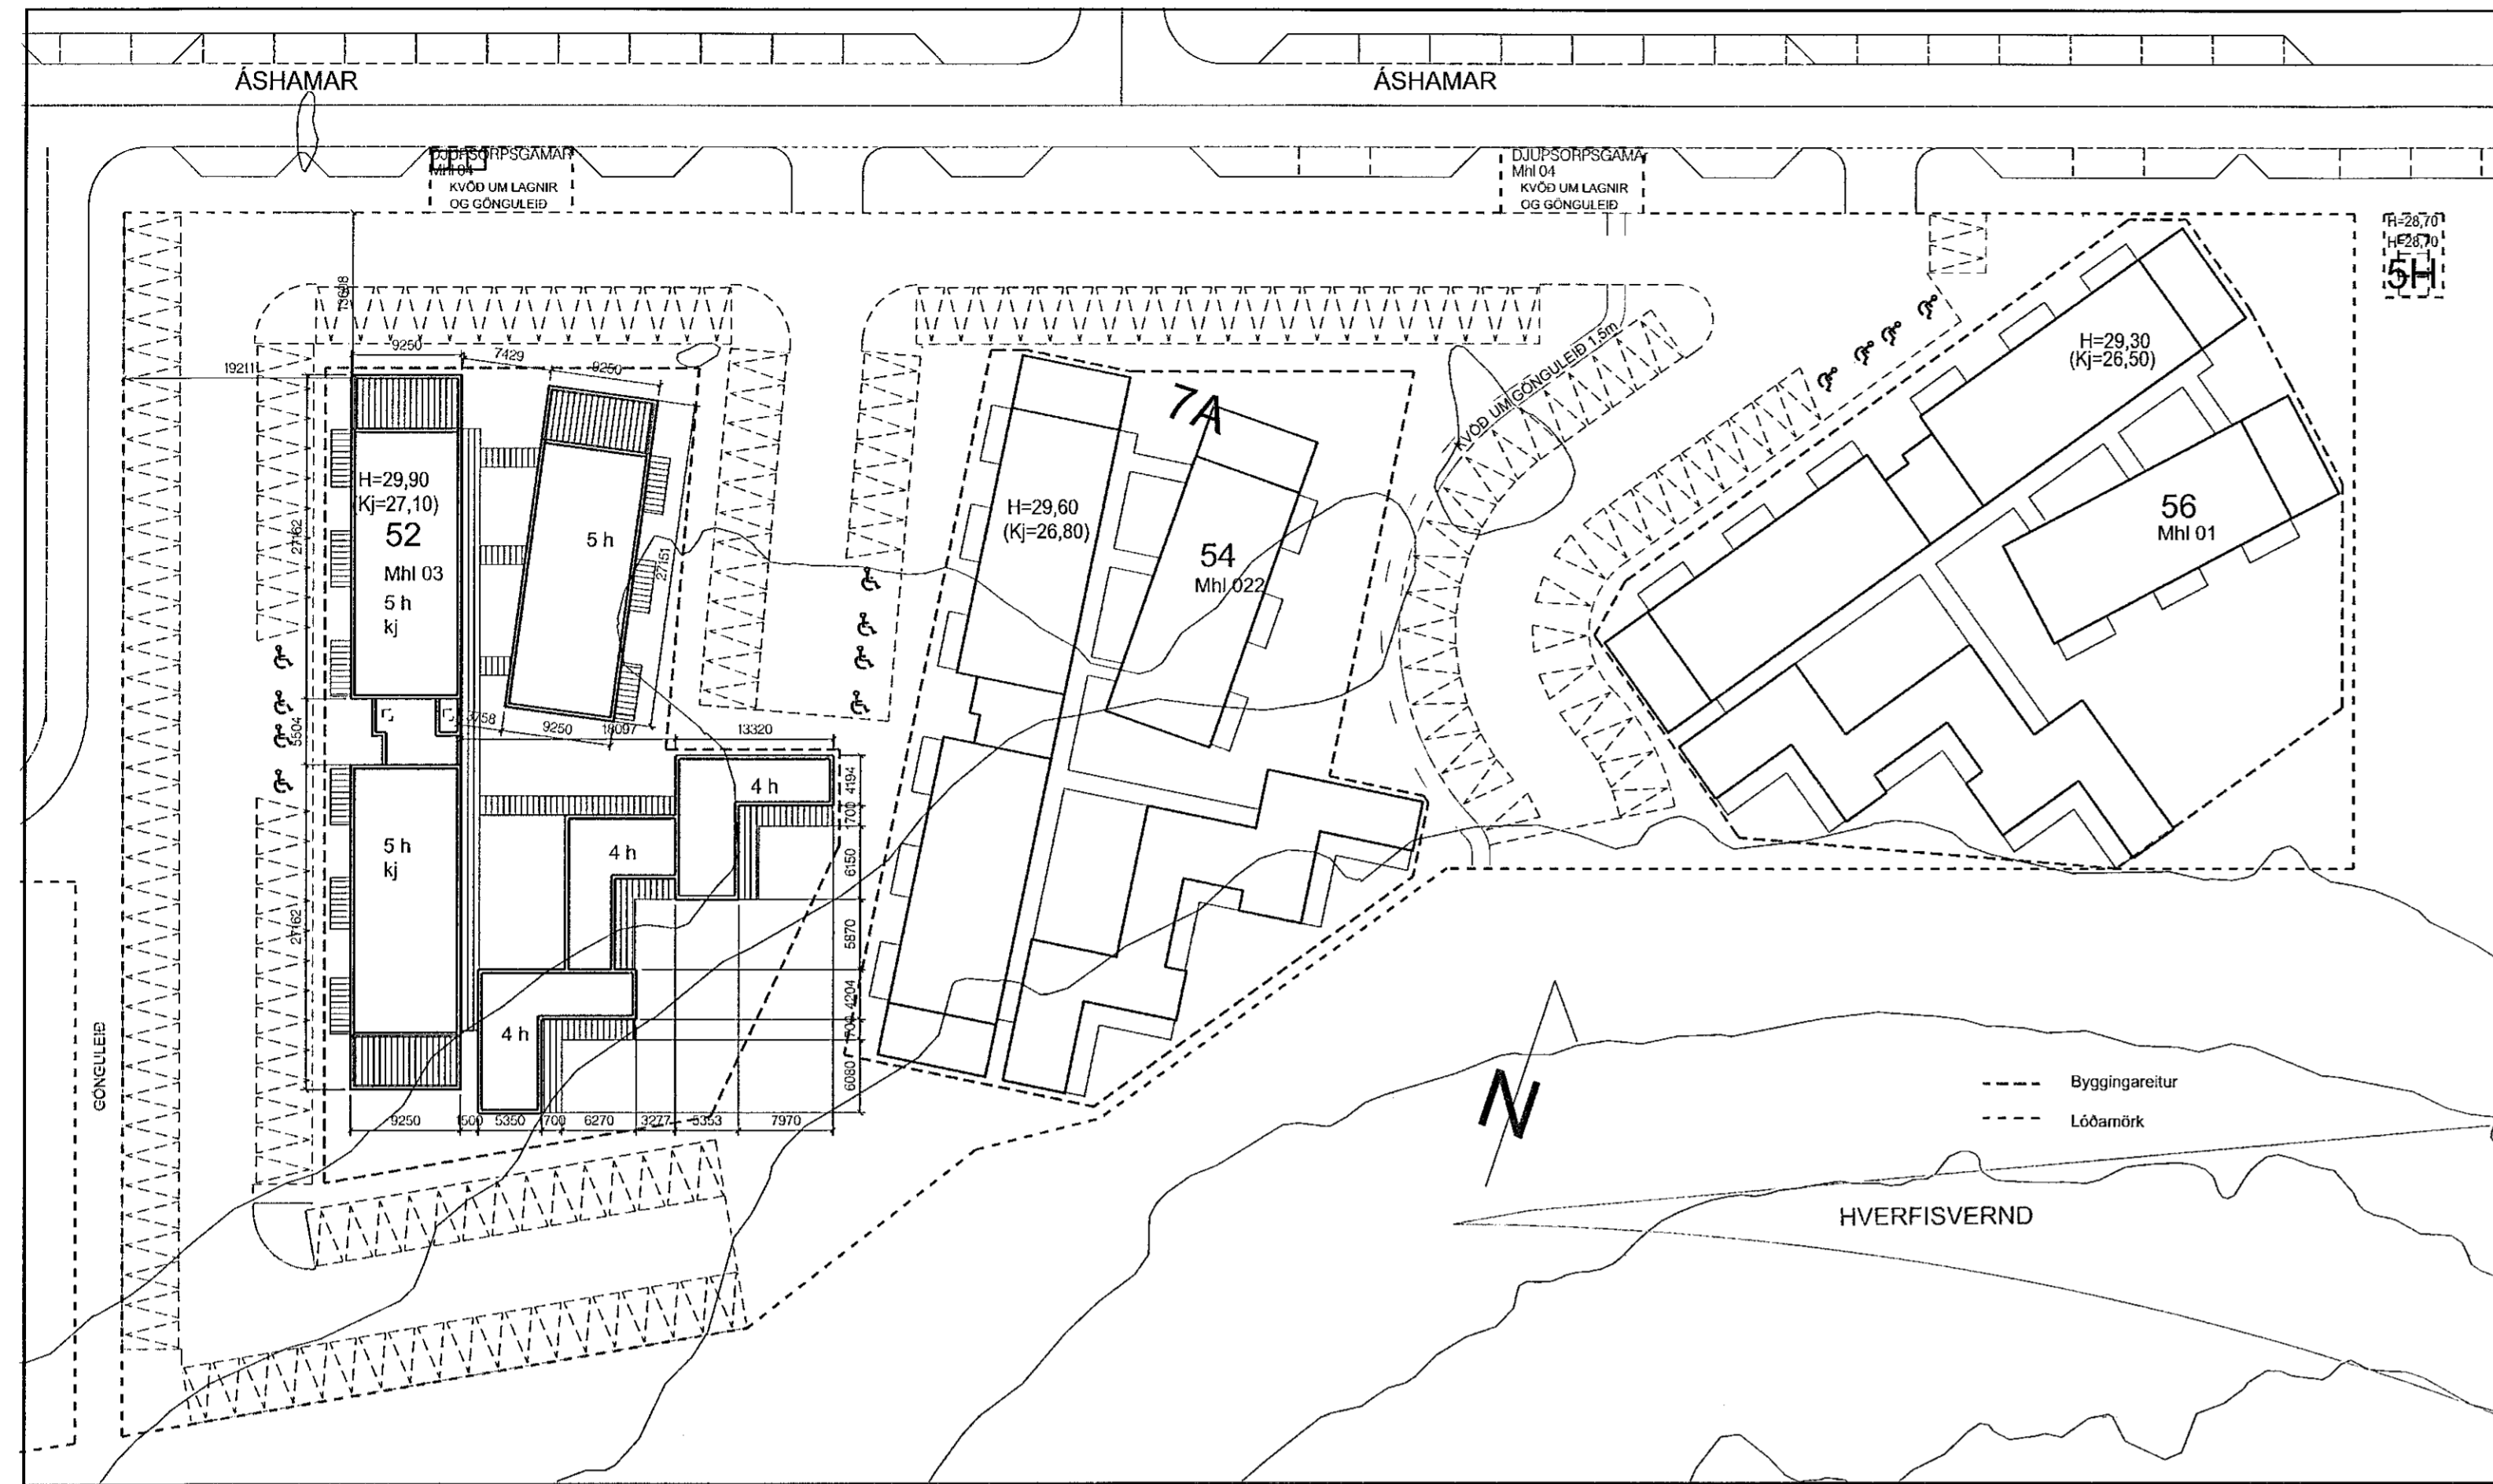 ÁSHAMAR
ÁSHAMAR
DJUPSORPSGAMAR
Mhl 04
KVÖÐ UM LAGNIR
OG GÖNGULEIÐ
DJUPSORPSGAMA
Mhl 04
KVÖÐ UM LAGNIR
OG GÖNGULEIÐ
H=28,70
H=28,70
5H
9250
7429
9250
19211
H=29,90
(Kj=27,10)
52
Mhl 03
5 h
kj
27162
5 h
27151
5504
3758
9250
18097
13320
5 h
kj
27162
4 h
4 h
4 h
4194
1700
6150
5870
4204
1700
6080
9250
1500
5350
700
6270
3277
5353
7970
7A
H=29,60
(Kj=26,80)
54
Mhl 022
KVÖÐ UM GÖNGULEIÐ 1,5m
H=29,30
(Kj=26,50)
56
Mhl 01
GÖNGULEIÐ
N
Byggingareitur
Lóðamörk
HVERFISVERND